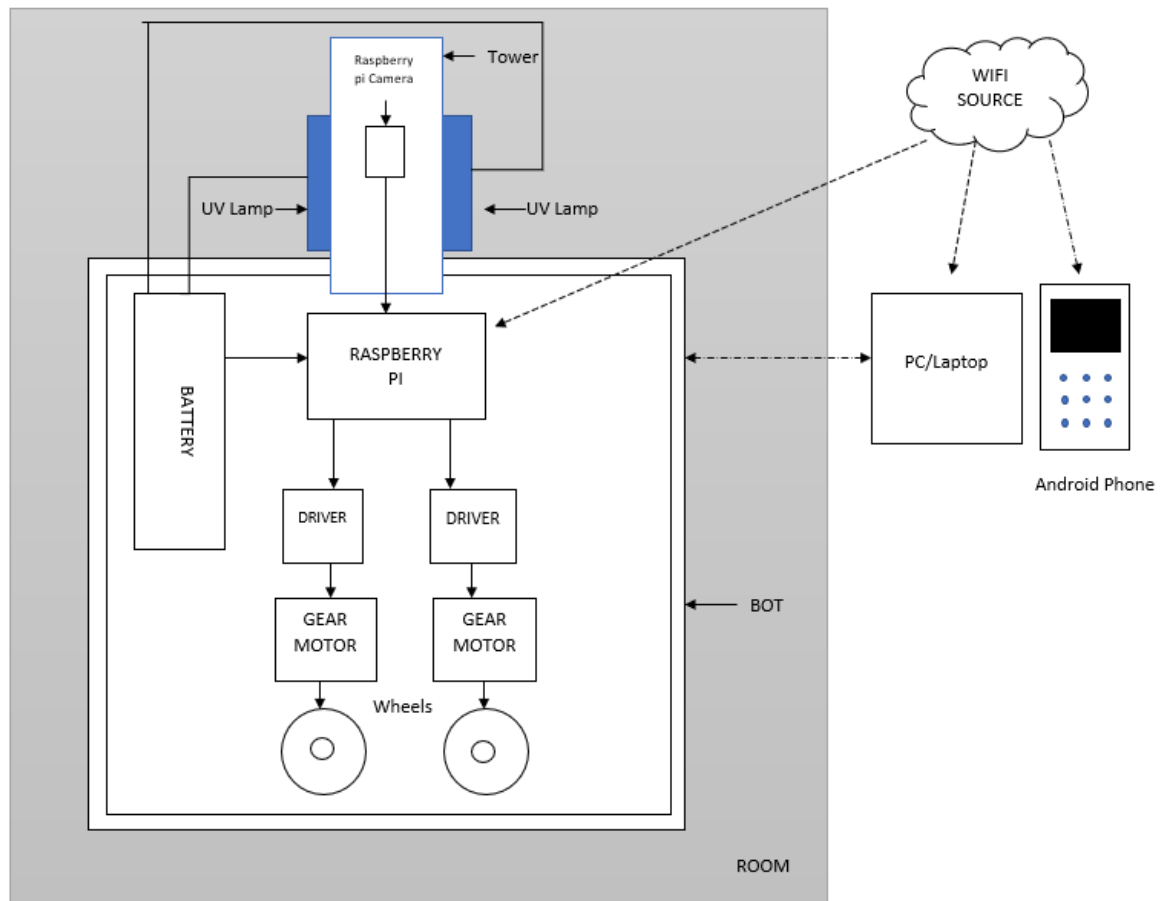 Raspberry
pi Camera
Tower
WIFI
SOURCE
UV Lamp
UV Lamp
RASPBERRY
PI
PC/Laptop
BATTERY
Android Phone
DRIVER
DRIVER
GEAR
MOTOR
GEAR
MOTOR
BOT
Wheels
ROOM